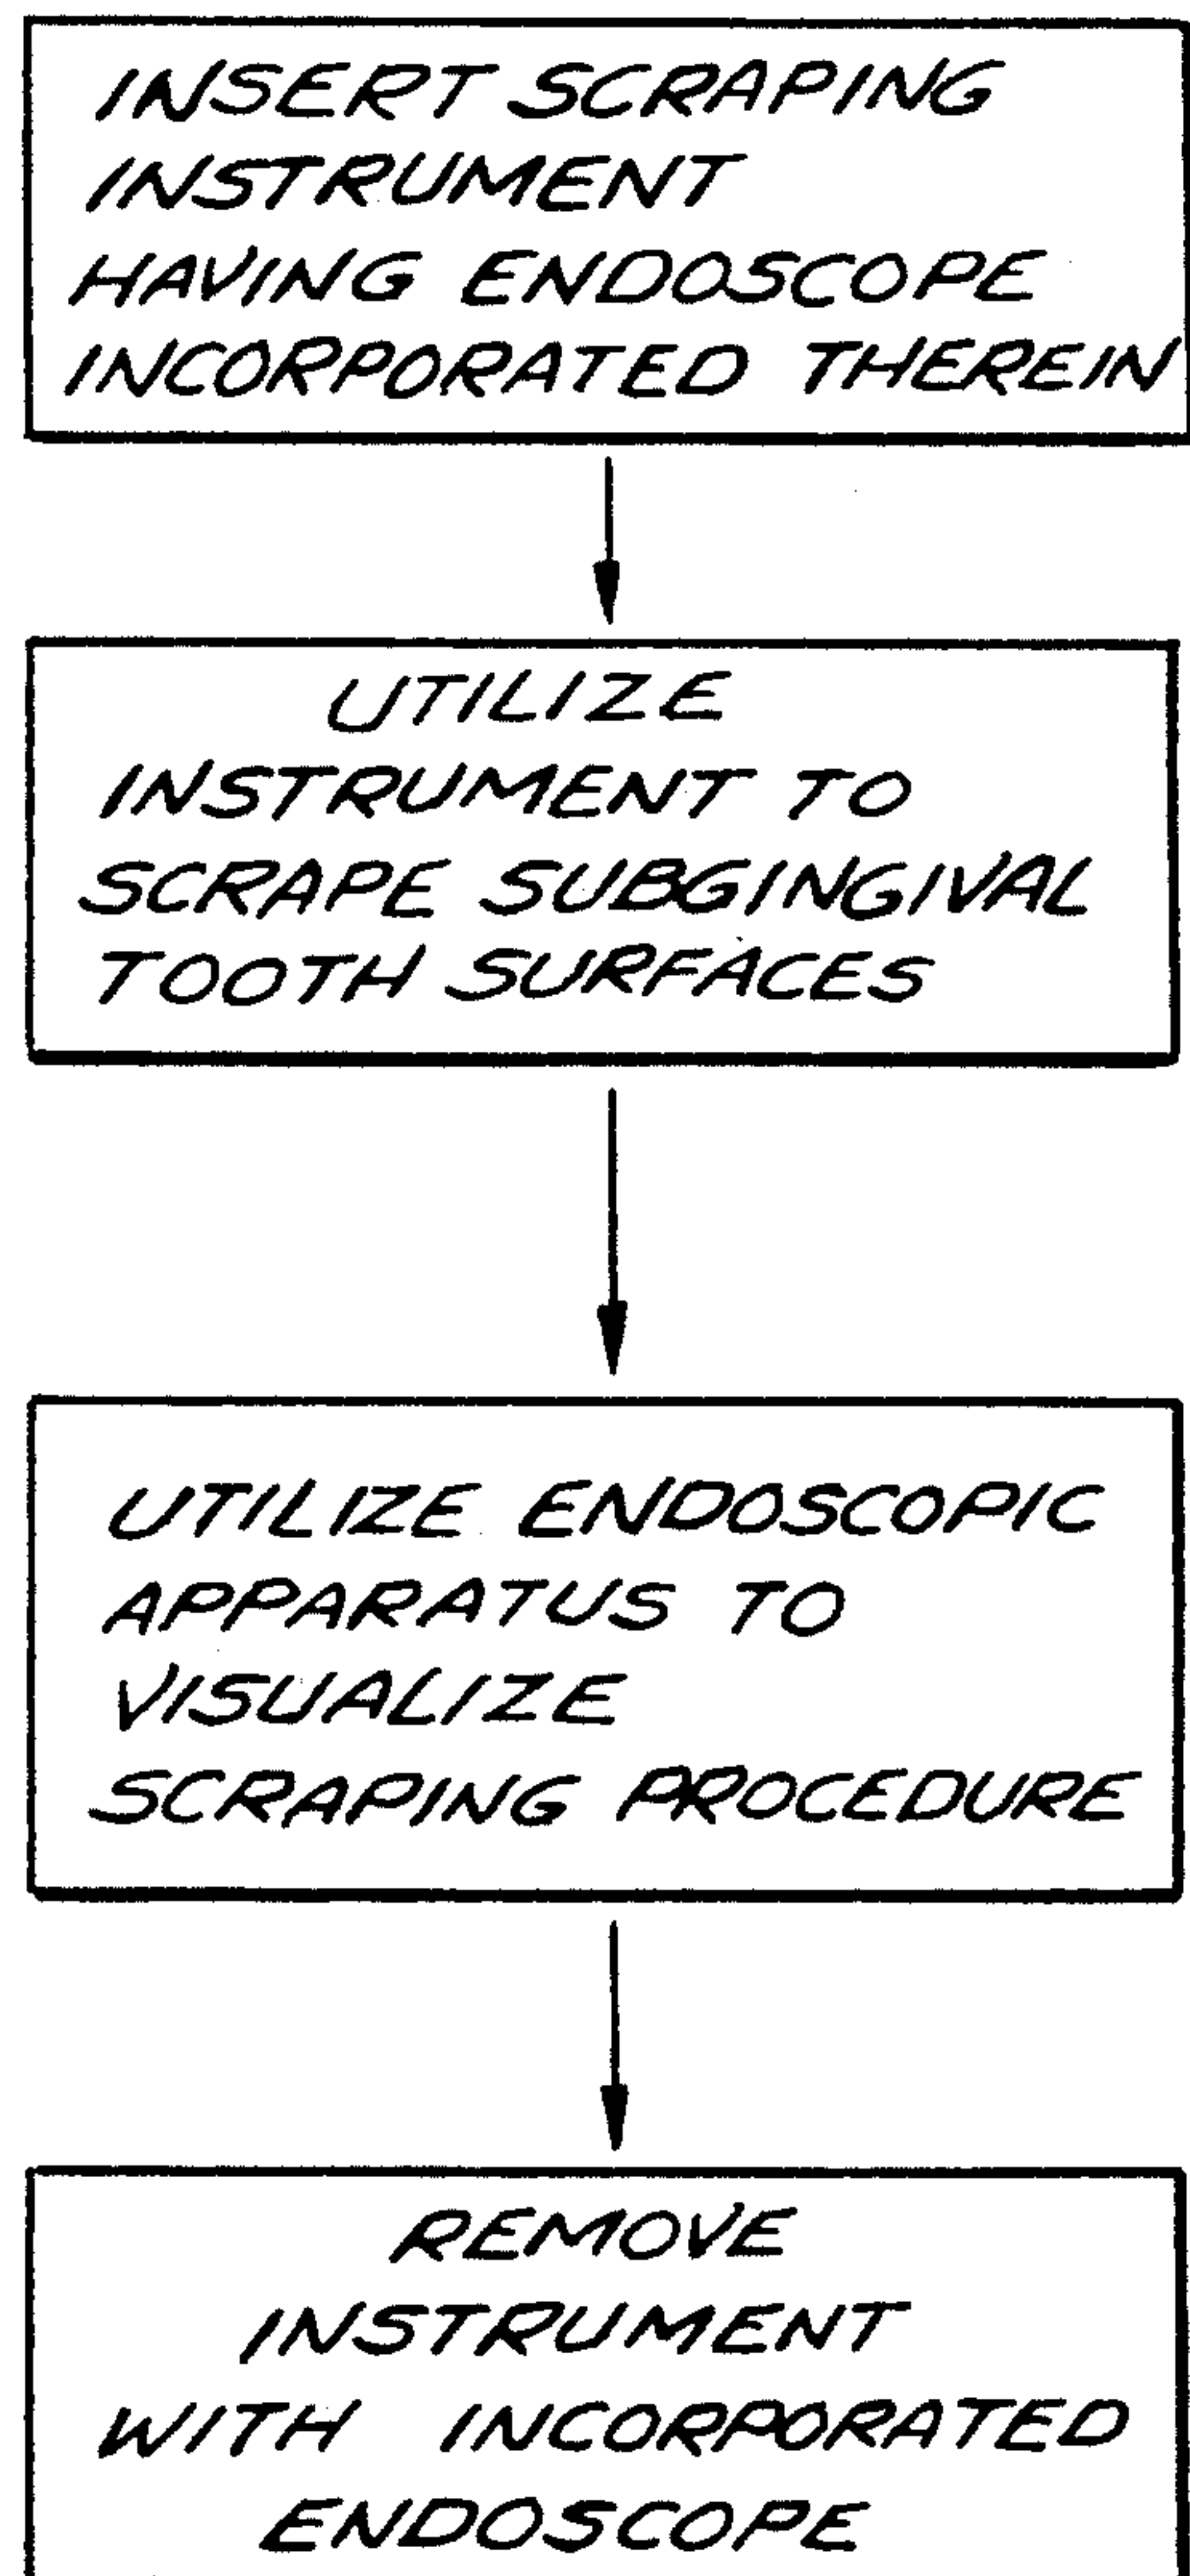 INSERT SCRAPING
INSTRUMENT
HAVING ENDOSCOPE
INCORPORATED THEREIN
UTILIZE
INSTRUMENT TO
SCRAPE SUBGINGIVAL
TOOTH SURFACES
UTILIZE ENDOSCOPIC
APPARATUS TO
VISUALIZE
SCRAPING PROCEDURE
REMOVE
INSTRUMENT
WITH INCORPORATED
ENDOSCOPE